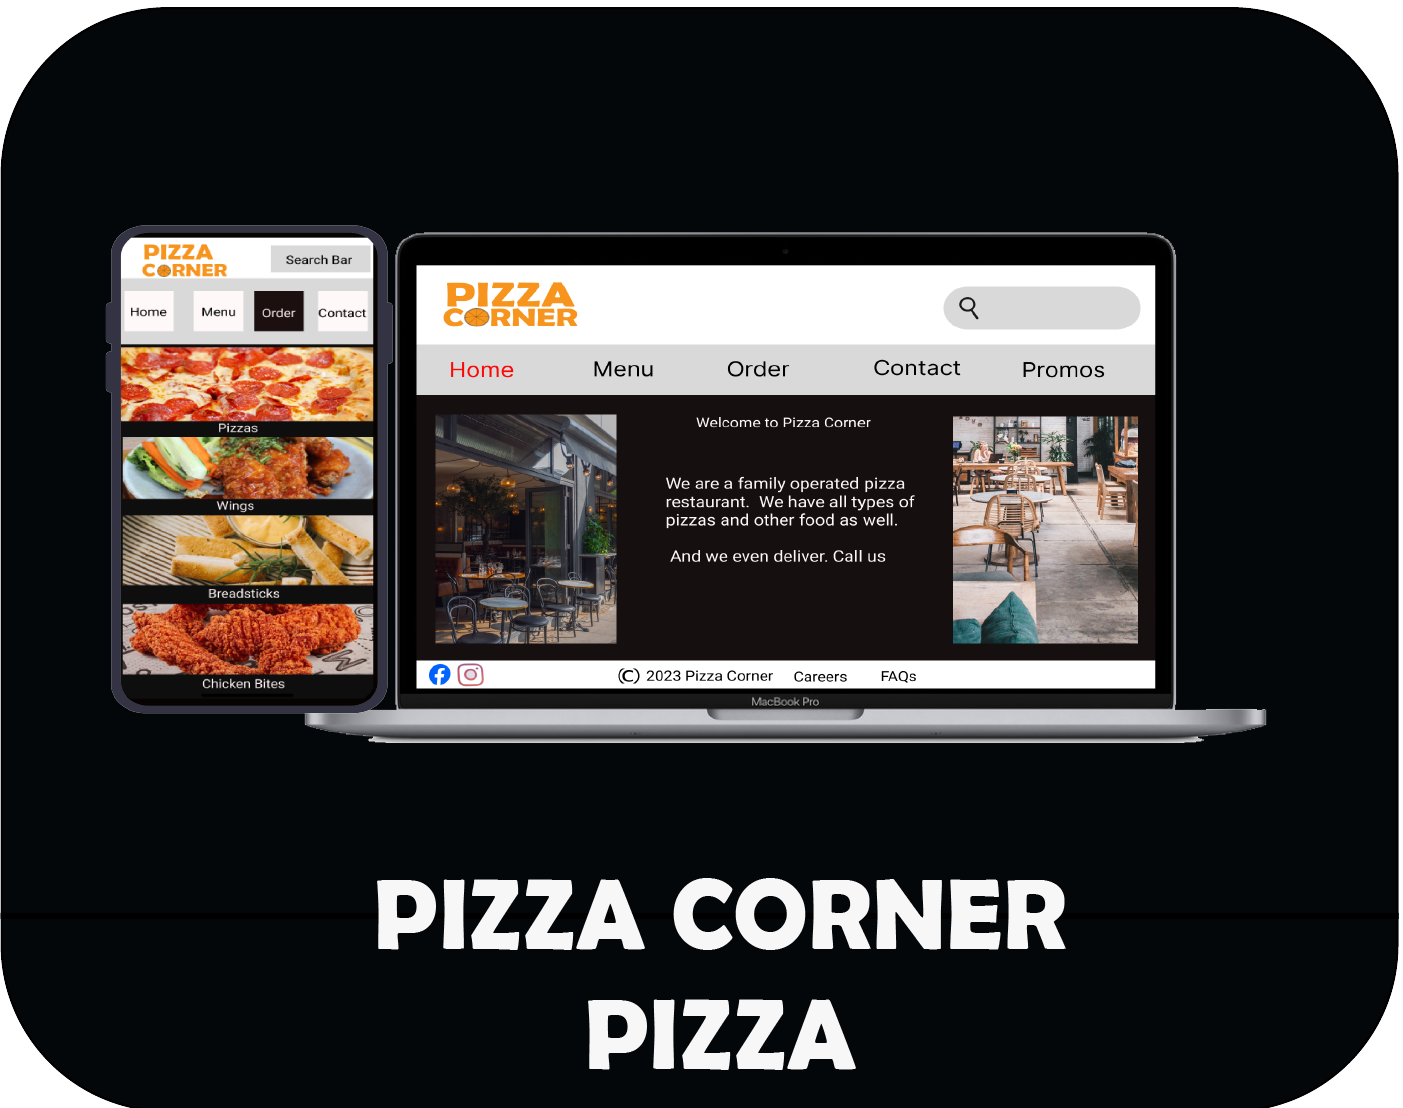 PIZZA
CORNER
Search Bar
Home Menu Order Contact
Pizzas
Wings
Breadsticks
Chicken Bites
PIZZA
CORNER
Home Menu Order Contact Promos
Welcome to Pizza Corner
We are a family operated pizza
restaurant. We have all types of
pizzas and other food as well.
And we even deliver. Call us
© 2023 Pizza Corner Careers FAQs
MacBook Pro
PIZZA CORNER
PIZZA